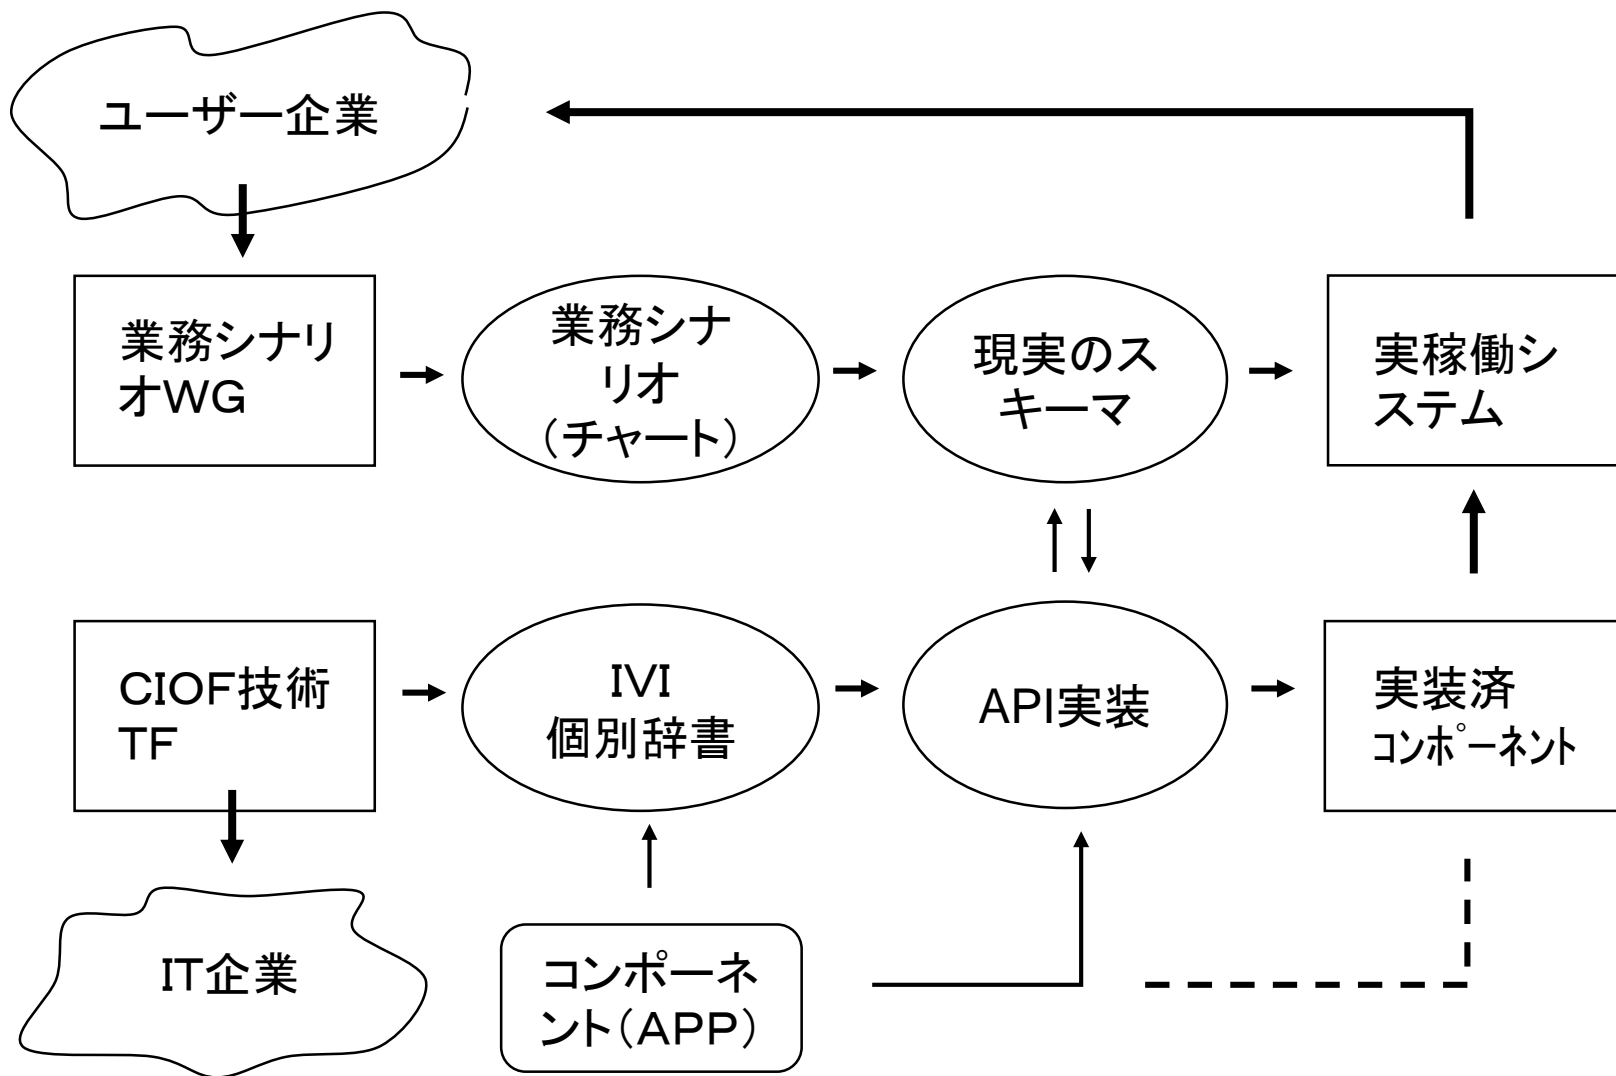 ユーザー企業
業務シナリ
オWG
業務シナ
リオ
（チャート）
現実のス
キーマ
実稼働シ
ステム
CIOF技術
TF
IVI
個別辞書
API実装
実装済
ｺﾝﾎﾟｰﾈﾝﾄ
IT企業
コンポーネ
ント（APP）